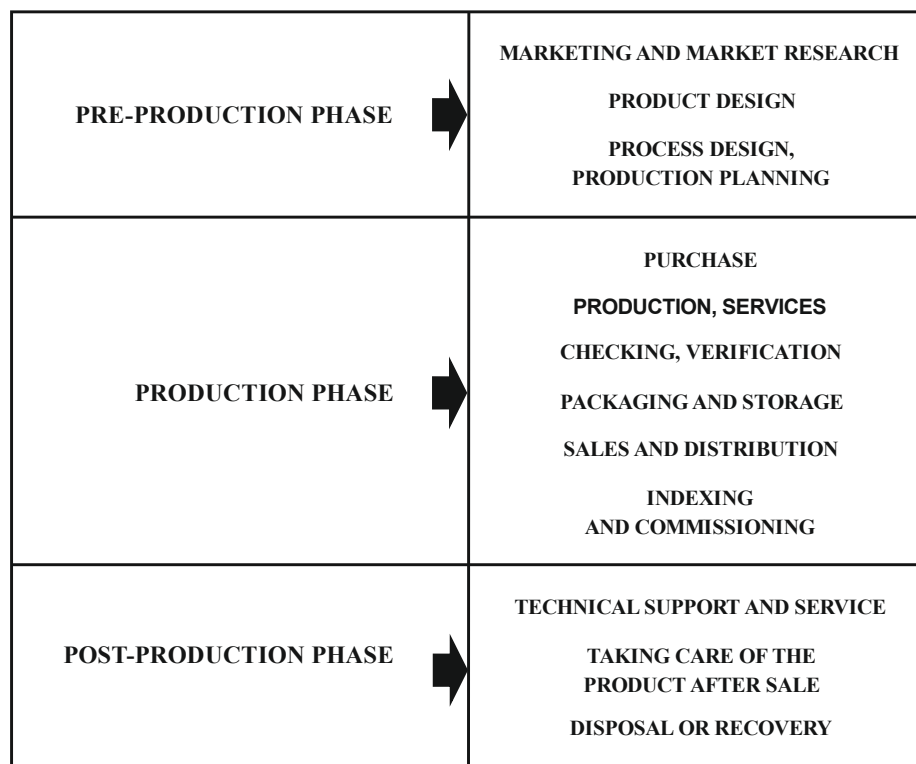 PRE-PRODUCTION PHASE
MARKETING AND MARKET RESEARCH
PRODUCT DESIGN
PROCESS DESIGN,
PRODUCTION PLANNING
PRODUCTION PHASE
PURCHASE
PRODUCTION, SERVICES
CHECKING, VERIFICATION
PACKAGING AND STORAGE
SALES AND DISTRIBUTION
INDEXING
AND COMMISSIONING
POST-PRODUCTION PHASE
TECHNICAL SUPPORT AND SERVICE
TAKING CARE OF THE
PRODUCT AFTER SALE
DISPOSAL OR RECOVERY